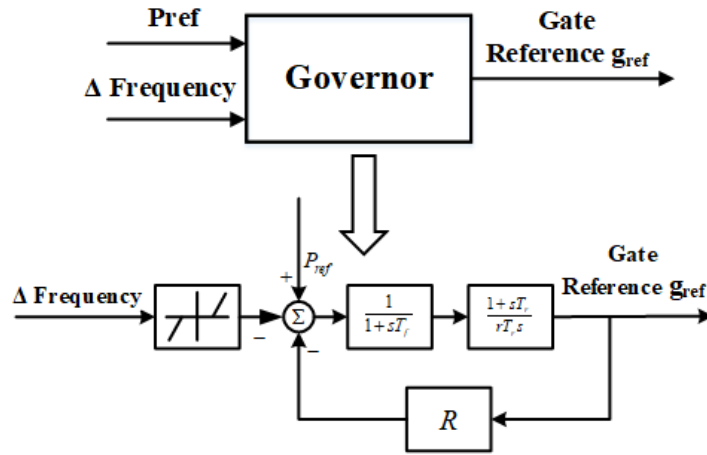 Pref
Δ Frequency
Governor
Gate
Reference g_ref
P_ref
+
Δ Frequency
−
Σ
−
1
1+sT_f
1+sT_r
rT_r s
Gate
Reference g_ref
R